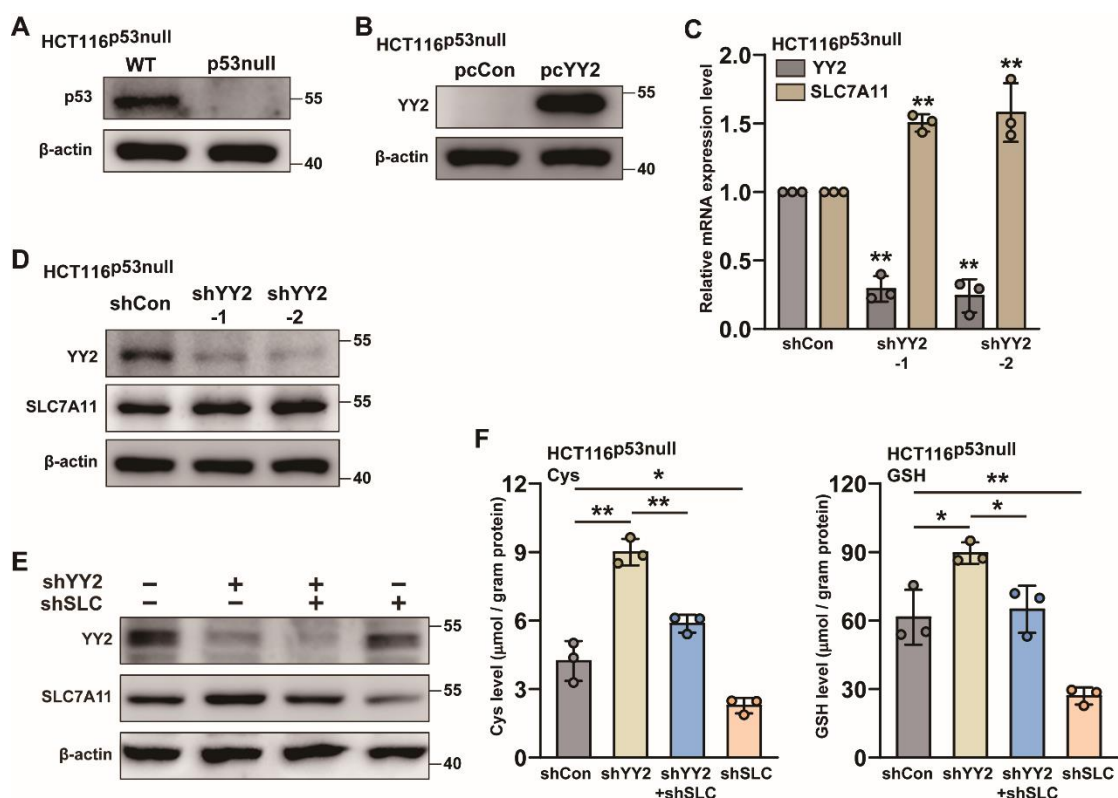 A
HCT116p53null
WT p53null
p53
55
β-actin
40
B
HCT116p53null
pcCon pcYY2
YY2
55
β-actin
40
C
HCT116p53null
YY2
SLC7A11
Relative mRNA expression level
2.0
1.5
1.0
0.5
0.0
** ** ** **
shCon shYY2 shYY2
-1 -2
D
HCT116p53null
shCon shYY2 shYY2
-1 -2
YY2
55
SLC7A11
55
β-actin
40
E
shYY2 – + + –
shSLC – – + +
YY2
55
SLC7A11
55
β-actin
40
F
HCT116p53null
Cys
Cys level (μmol / gram protein)
12
9
6
3
0
*
** **
shCon shYY2 shYY2 shSLC
+shSLC
HCT116p53null
GSH
GSH level (μmol / gram protein)
120
90
60
30
0
**
* *
shCon shYY2 shYY2 shSLC
+shSLC